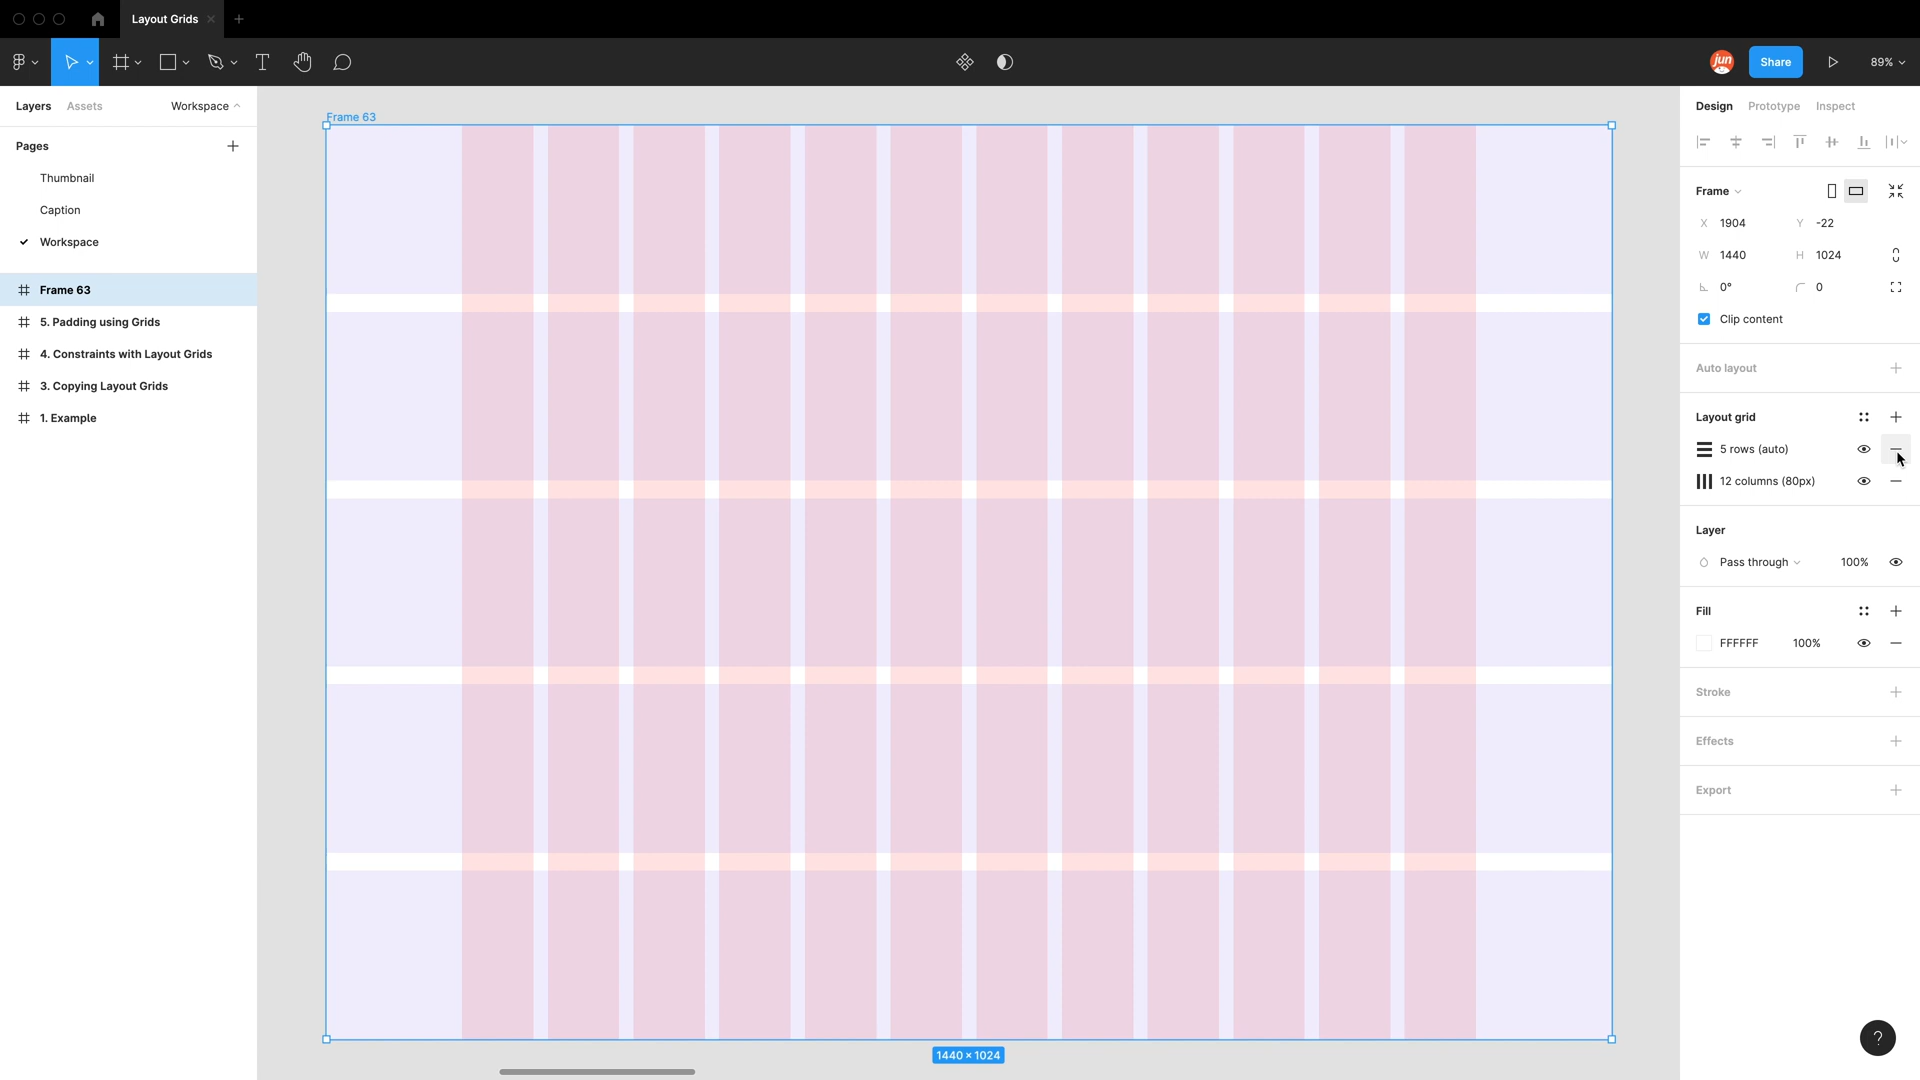 Layout Grids
jun
Share
89%
Layers
Assets
Workspace
Pages
Thumbnail
Caption
Workspace
Frame 63
5. Padding using Grids
4. Constraints with Layout Grids
3. Copying Layout Grids
1. Example
Frame 63
1440 × 1024
Design
Prototype
Inspect
Frame
X 1904
Y -22
W 1440
H 1024
0°
0
Clip content
Auto layout
Layout grid
5 rows (auto)
12 columns (80px)
Layer
Pass through
100%
Fill
FFFFFF
100%
Stroke
Effects
Export
?